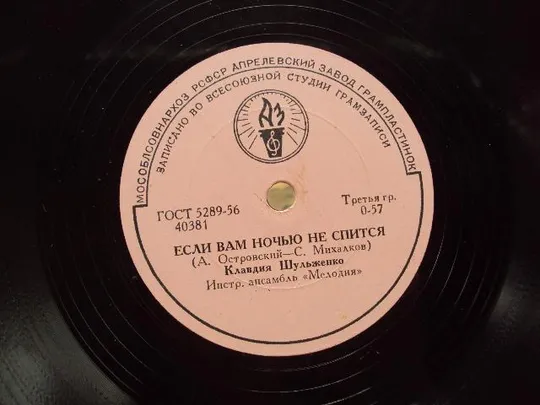 МОСОБЛСОВНАРХОЗ РСФСР АПРЕЛЕВСКИЙ ЗАВОД ГРАМПЛАСТИНОК
ЗАПИСАНО ВО ВСЕСОЮЗНОЙ СТУДИИ ГРАМЗАПИСИ
АЗ
ГОСТ 5289-56
40381
Третья гр.
0-57
ЕСЛИ ВАМ НОЧЬЮ НЕ СПИТСЯ
(А. Островский—С. Михалков)
Клавдия Шульженко
Инстр. ансамбль «Мелодия»